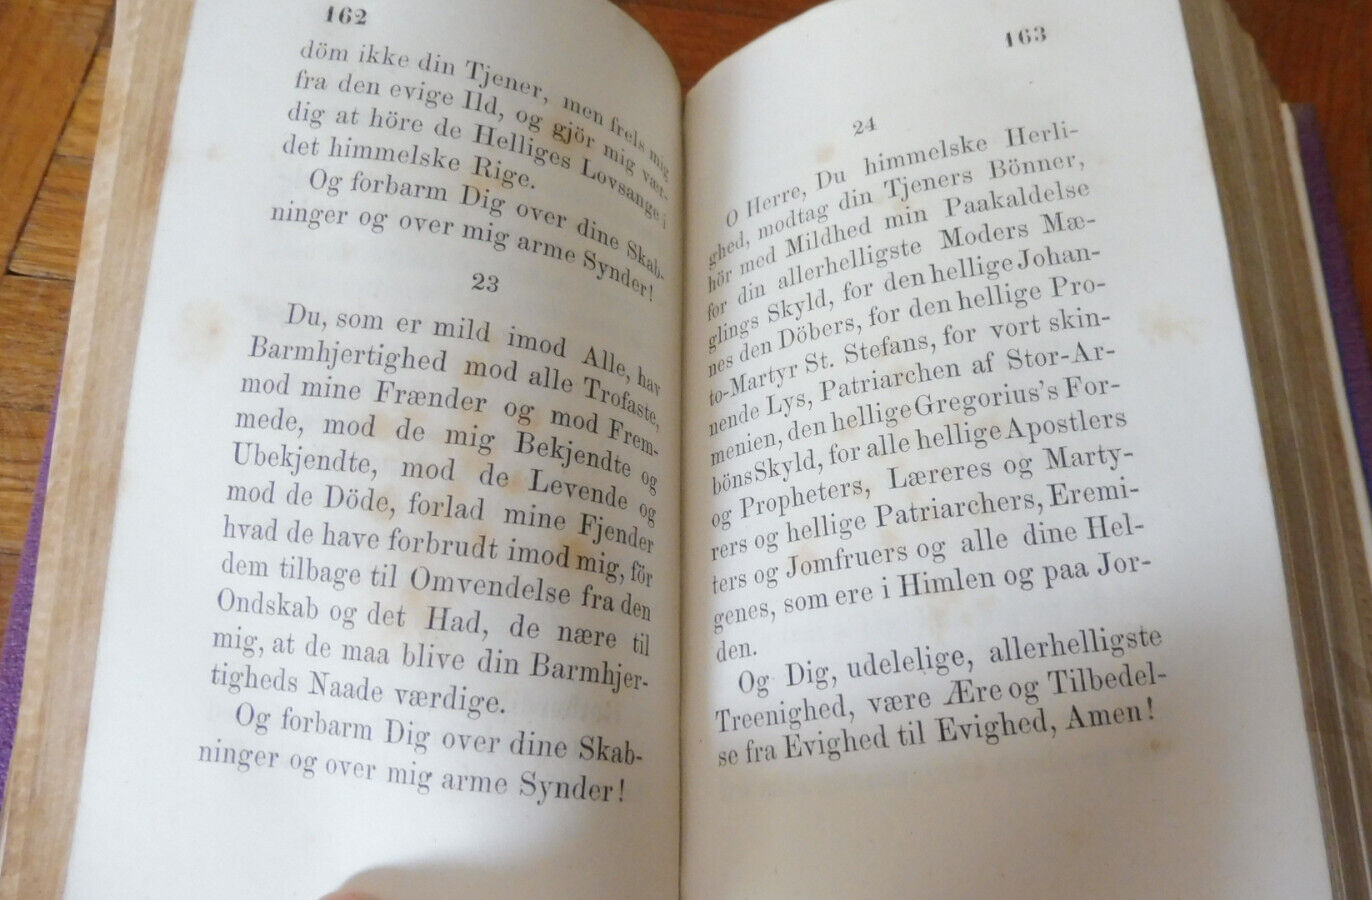 162
döm ikke din Tjener, men frels mig
fra den evige Ild, og gjör mig vær-
dig at höre de Helliges Lovsange i
det himmelske Rige.
Og forbarm Dig over dine Skab-
ninger og over mig arme Synder!
23
Du, som er mild imod Alle, hav
Barmhjertighed mod alle Trofaste,
mod mine Frænder og mod Frem-
mede, mod de mig Bekjendte og
Ubekjendte, mod de Levende og
mod de Döde, forlad mine Fjender
hvad de have forbrudt imod mig, för
dem tilbage til Omvendelse fra den
Ondskab og det Had, de nære til
mig, at de maa blive din Barmhjer-
tigheds Naade værdige.
Og forbarm Dig over dine Skab-
ninger og over mig arme Synder!
163
24
O Herre, Du himmelske Herli-
ghed, modtag din Tjeners Bönner,
hör med Mildhed min Paakaldelse
for din allerhelligste Moders Mæ-
glings Skyld, for den hellige Johan-
nes den Döbers, for den hellige Pro-
to-Martyr St. Stefans, for vort skin-
nende Lys, Patriarchen af Stor-Ar-
menien, den hellige Gregorius's For-
böns Skyld, for alle hellige Apostlers
og Propheters, Læreres og Marty-
rers og hellige Patriarchers, Eremi-
ters og Jomfruers og alle dine Hel-
genes, som ere i Himlen og paa Jor-
den.
Og Dig, udelelige, allerhelligste
Treenighed, være Ære og Tilbedel-
se fra Evighed til Evighed, Amen!